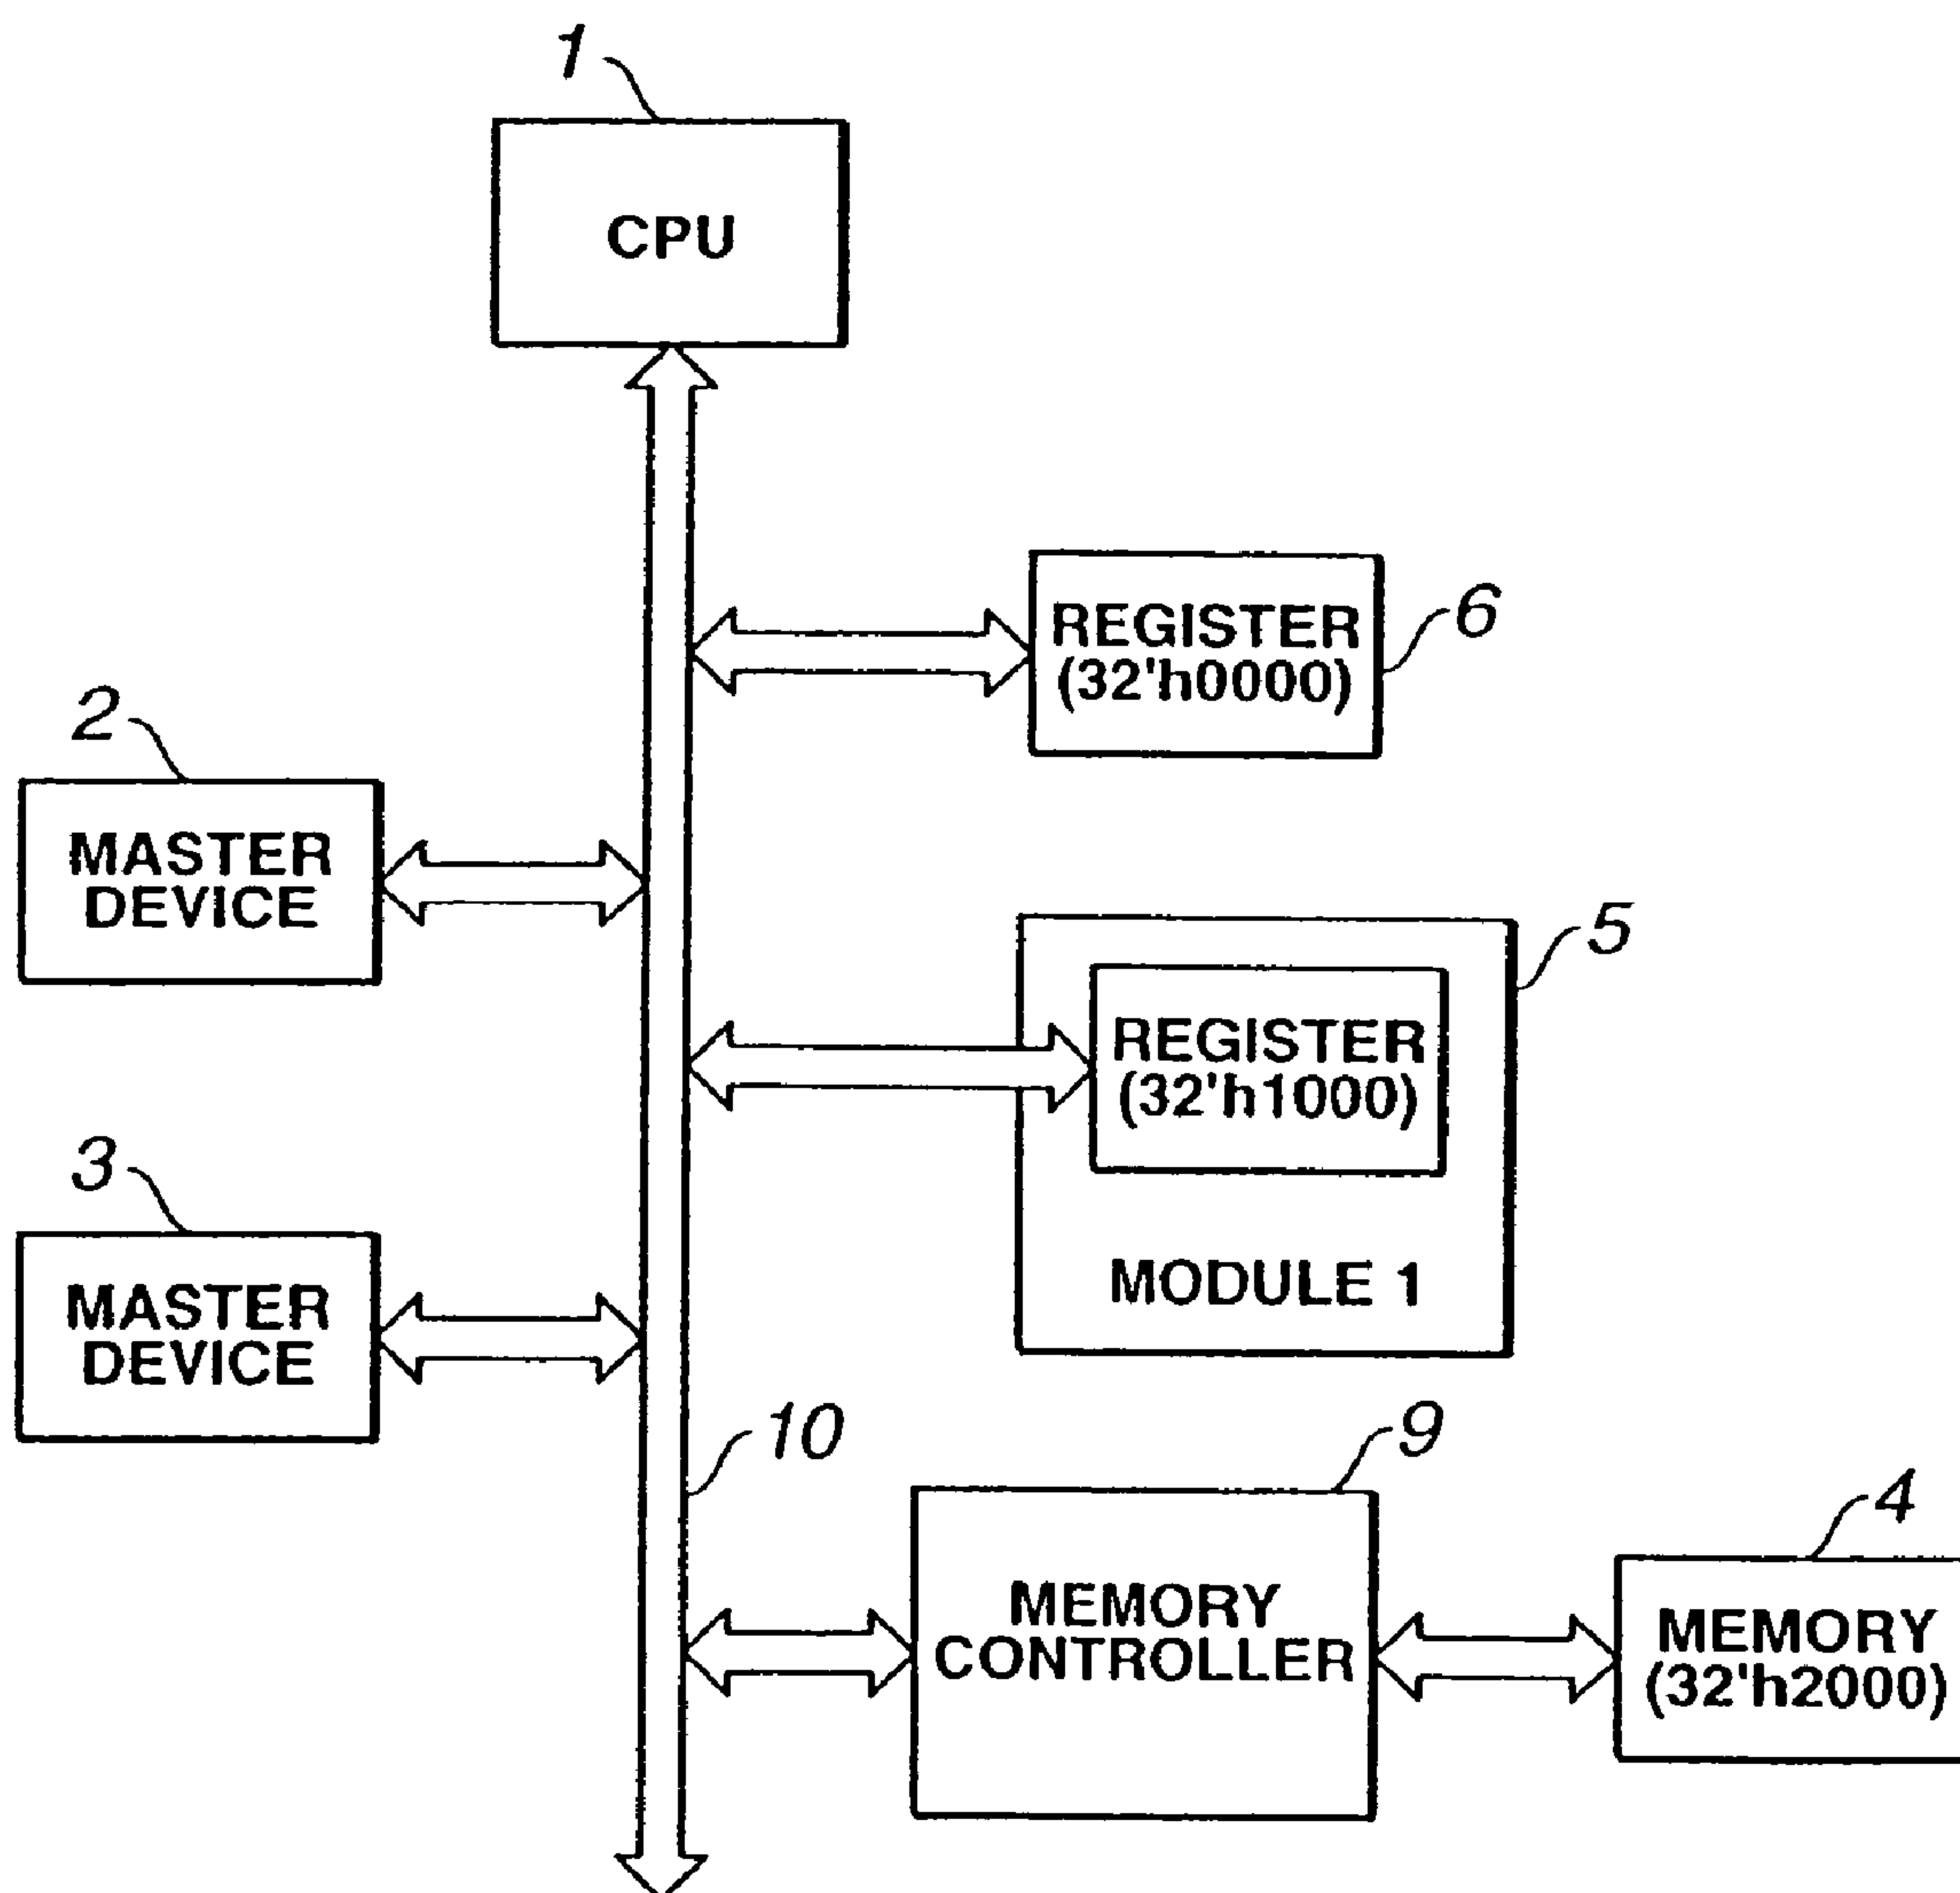 1
CPU
REGISTER
(32'h0000)
6
2
MASTER
DEVICE
5
REGISTER
(32'h1000)
MODULE 1
3
MASTER
DEVICE
10
9
MEMORY
CONTROLLER
4
MEMORY
(32'h2000)